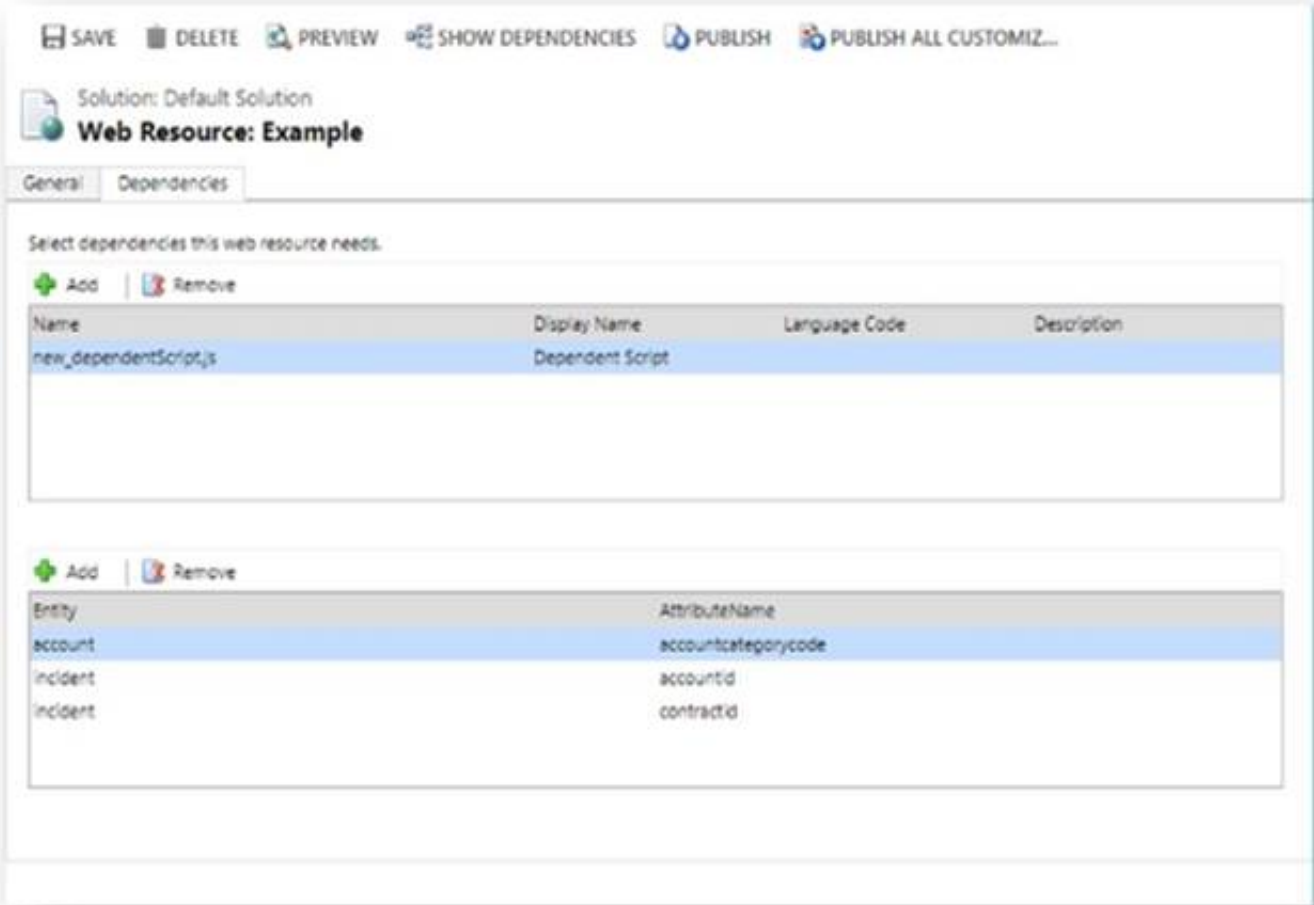 SAVE DELETE PREVIEW SHOW DEPENDENCIES PUBLISH PUBLISH ALL CUSTOMIZ...
Solution: Default Solution
Web Resource: Example
General Dependencies
Select dependencies this web resource needs.
Add Remove
Name Display Name Language Code Description
new_dependentScript.js Dependent Script
Add Remove
Entity AttributeName
account accountcategorycode
incident accountid
incident contractid